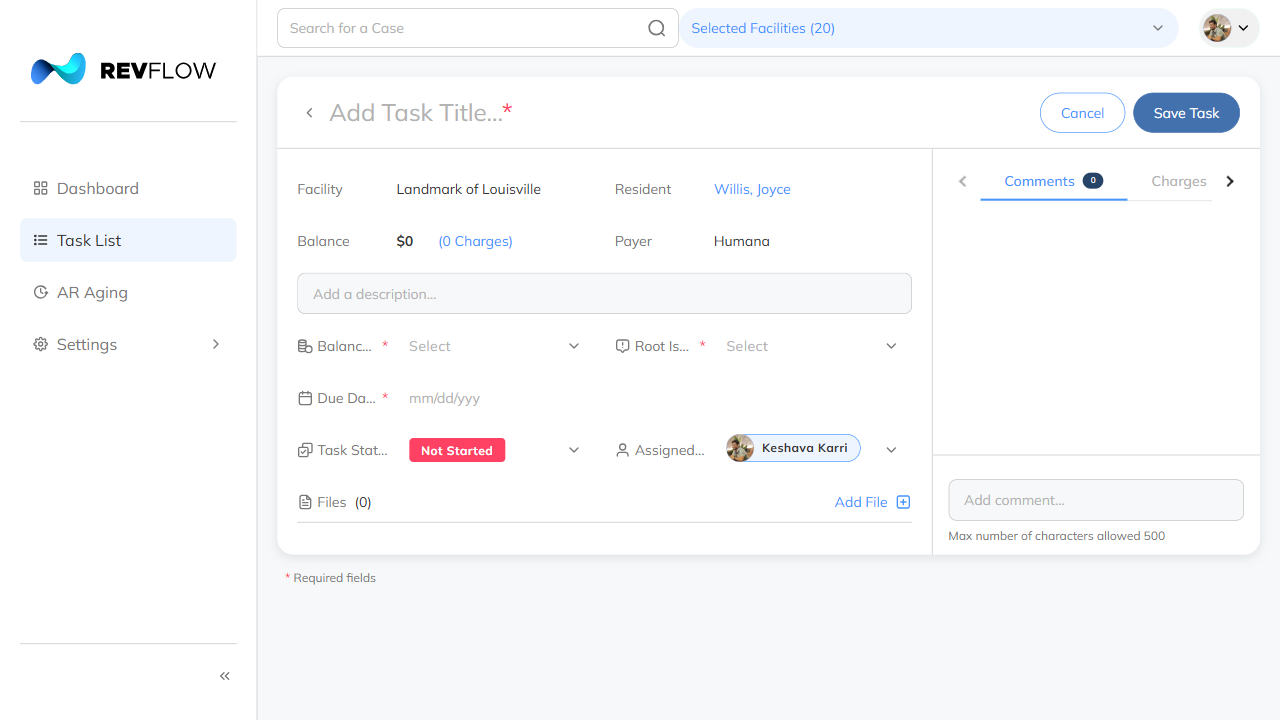 REVFLOW
Search for a Case
Selected Facilities (20)
Dashboard
Task List
AR Aging
Settings
Add Task Title...*
Cancel
Save Task
Facility
Landmark of Louisville
Resident
Willis, Joyce
Balance
$0
(0 Charges)
Payer
Humana
Add a description...
Balanc... *
Select
Root Is... *
Select
Due Da... *
mm/dd/yyy
Task Stat...
Not Started
Assigned...
Keshava Karri
Files (0)
Add File
* Required fields
Comments 0
Charges
Add comment...
Max number of characters allowed 500